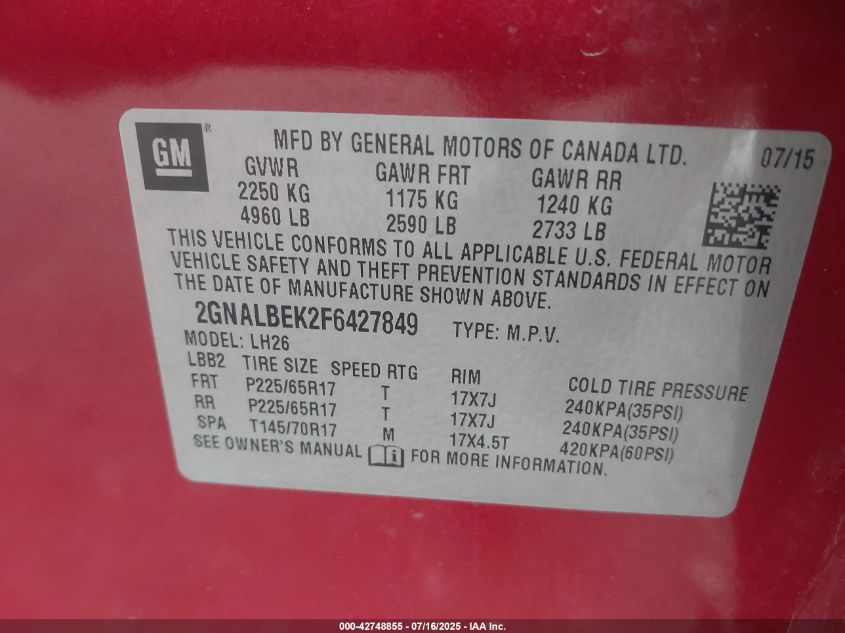 GM ®
MFD BY GENERAL MOTORS OF CANADA LTD. 07/15
GVWR GAWR FRT GAWR RR
2250 KG 1175 KG 1240 KG
4960 LB 2590 LB 2733 LB
THIS VEHICLE CONFORMS TO ALL APPLICABLE U.S. FEDERAL MOTOR
VEHICLE SAFETY AND THEFT PREVENTION STANDARDS IN EFFECT ON
THE DATE OF MANUFACTURE SHOWN ABOVE.
2GNALBEK2F6427849 TYPE: M.P.V.
MODEL: LH26
LBB2 TIRE SIZE SPEED RTG RIM COLD TIRE PRESSURE
FRT P225/65R17 T 17X7J 240KPA(35PSI)
RR P225/65R17 T 17X7J 240KPA(35PSI)
SPA T145/70R17 M 17X4.5T 420KPA(60PSI)
SEE OWNER'S MANUAL i FOR MORE INFORMATION.
000-42748855 - 07/16/2025 - IAA Inc.